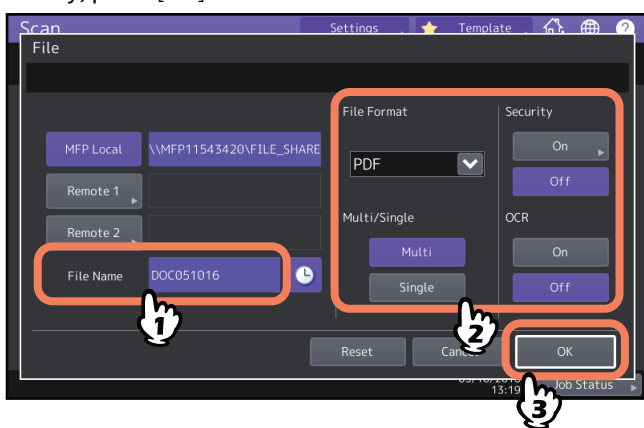 Scan
Settings
Template
?
File
File Format
Security
MFP Local
\\MFP11543420\FILE_SHARE
PDF
On
Remote 1
Off
Remote 2
Multi/Single
OCR
Multi
On
File Name
DOC051016
Single
Off
1
2
Reset
OK
13:19
Job Status
3